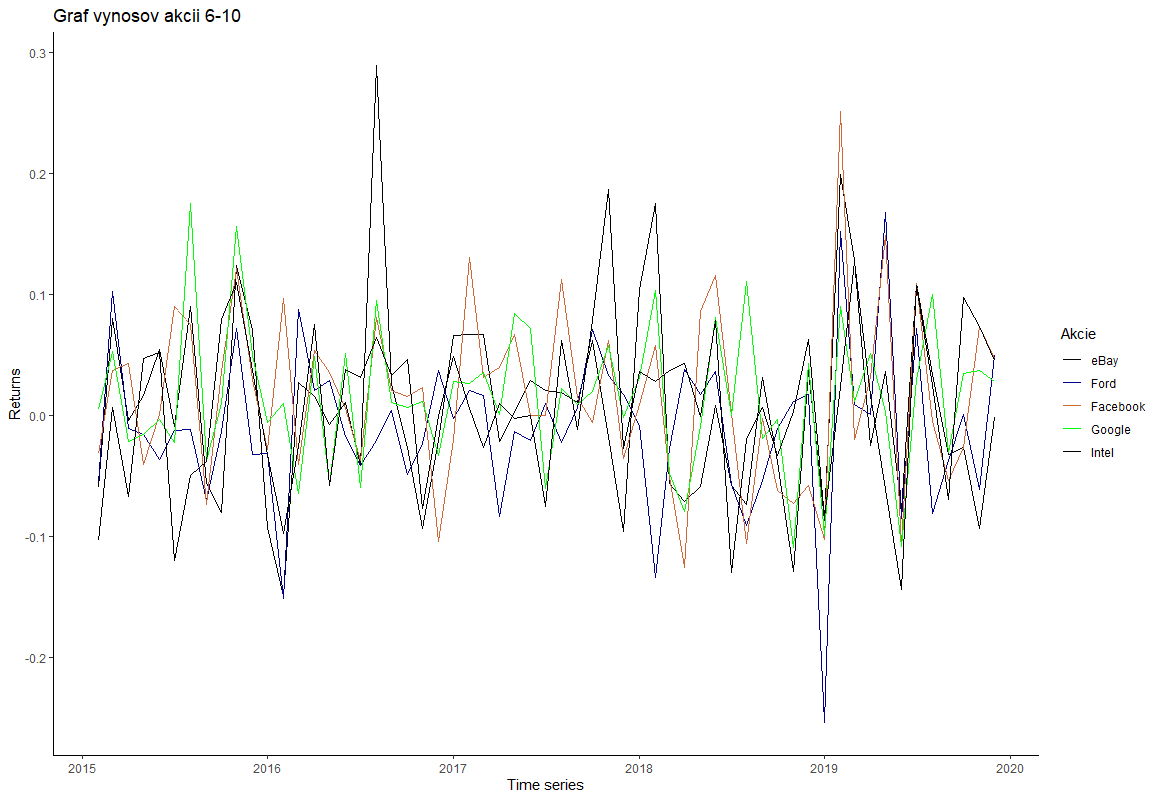 Graf vynosov akcii 6-10
Returns
0.3
0.2
0.1
0.0
-0.1
-0.2
2015 2016 2017 2018 2019 2020
Time series
Akcie
eBay
Ford
Facebook
Google
Intel